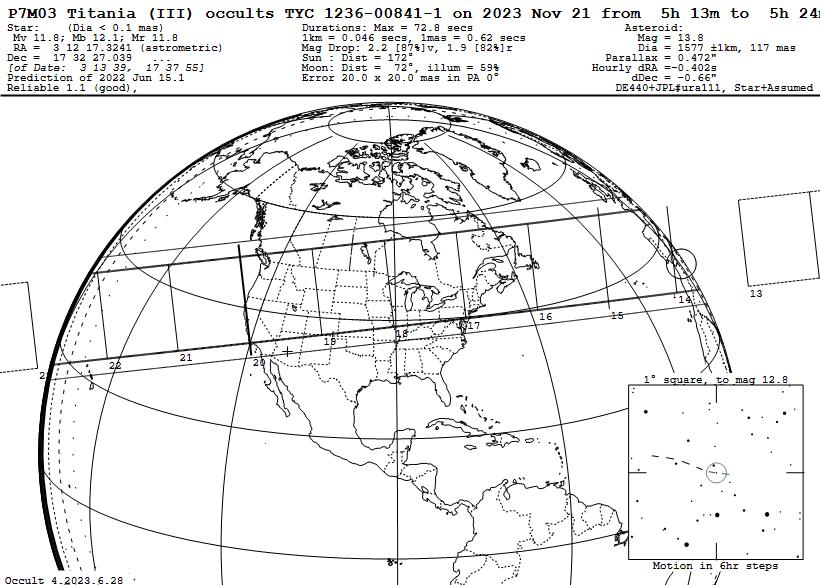 P7M03 Titania (III) occults TYC 1236-00841-1 on 2023 Nov 21 from 5h 13m to 5h 24
Star: (Dia < 0.1 mas)
Mv 11.8; Mb 12.1; Mr 11.8
RA = 3 12 17.3241 (astrometric)
Dec = 17 32 27.039 ...
[of Date: 3 13 39, 17 37 55]
Prediction of 2022 Jun 15.1
Reliable 1.1 (good),
Durations: Max = 72.8 secs
1km = 0.046 secs, 1mas = 0.62 secs
Mag Drop: 2.2 [87%]v, 1.9 [82%]r
Sun : Dist = 172°
Moon: Dist = 72°, illum = 59%
Error 20.0 x 20.0 mas in PA 0°
Asteroid:
Mag = 13.8
Dia = 1577 ±1km, 117 mas
Parallax = 0.472"
Hourly dRA =-0.402s
dDec = -0.66"
DE440+JPL#ura111, Star+Assumed
13
14
15
16
17
18
19
20
21
22
1° square, to mag 12.8
Motion in 6hr steps
Occult 4.2023.6.28